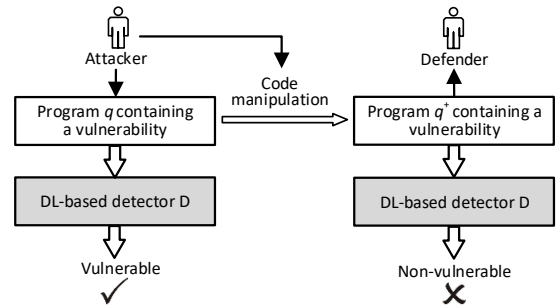 Attacker
Defender
Code
manipulation
Program q containing
a vulnerability
Program q⁺ containing a
vulnerability
DL-based detector D
DL-based detector D
Vulnerable
Non-vulnerable